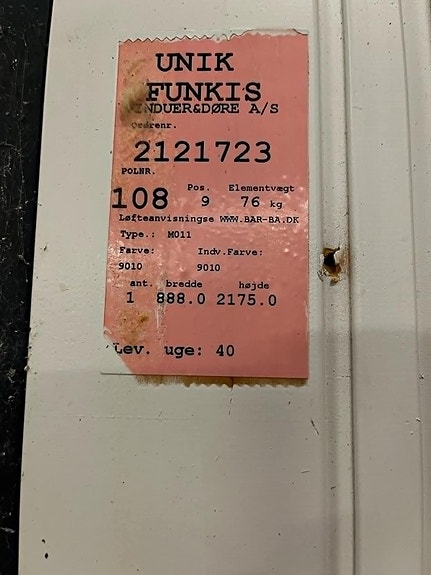 UNIK
FUNKIS
VINDUER&DØRE A/S
Ordrenr.
2121723
POLNR.
108 Pos. 9 Elementvægt 76 kg
Løfteanvisningse WWW.BAR-BA.DK
Type.: M011
Farve: Indv.Farve:
9010 9010
ant. bredde højde
1 888.0 2175.0
Lev. uge: 40